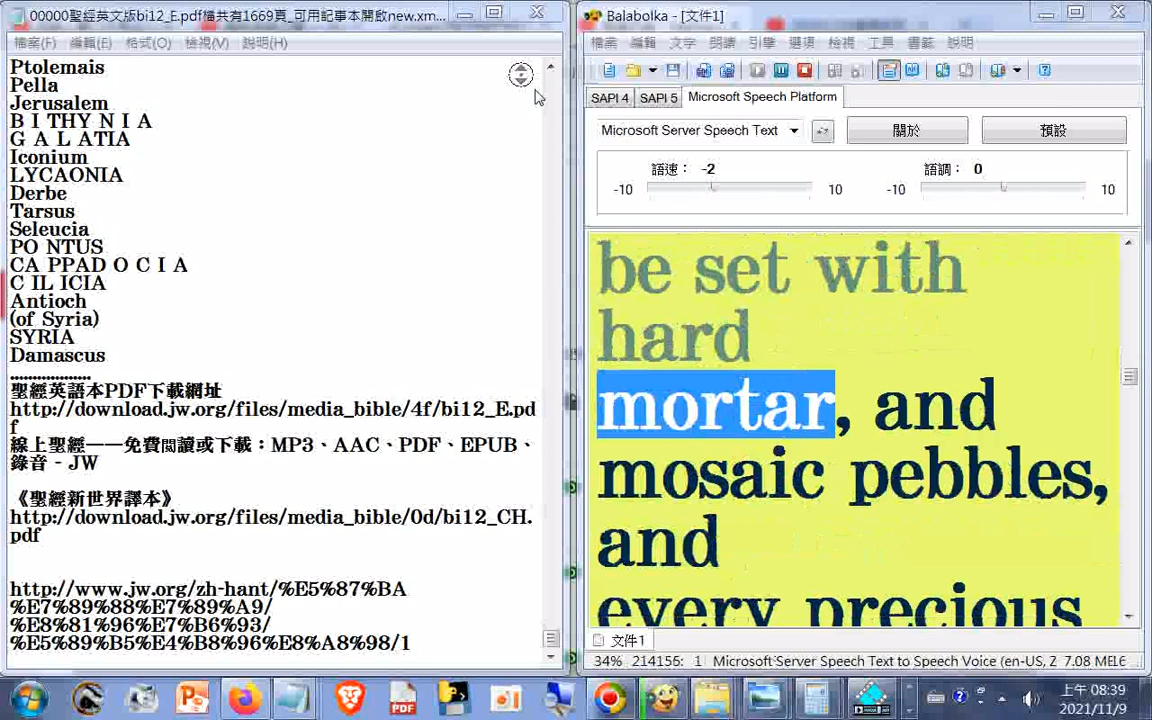 00000聖經英文版bi12_E.pdf檔共有1669頁_可用記事本開啟new.xm...
檔案(F) 編輯(E) 格式(O) 檢視(V) 說明(H)
Ptolemais
Pella
Jerusalem
B I THY N I A
G A L ATIA
Iconium
LYCAONIA
Derbe
Tarsus
Seleucia
PO NTUS
CA PPAD O C I A
C IL ICIA
Antioch
(of Syria)
SYRIA
Damascus
..................
聖經英語本PDF下載網址
http://download.jw.org/files/media_bible/4f/bi12_E.pd
f
線上聖經——免費閱讀或下載：MP3、AAC、PDF、EPUB、
錄音 - JW
《聖經新世界譯本》
http://download.jw.org/files/media_bible/0d/bi12_CH.
pdf
http://www.jw.org/zh-hant/%E5%87%BA
%E7%89%88%E7%89%A9/
%E8%81%96%E7%B6%93/
%E5%89%B5%E4%B8%96%E8%A8%98/1
Balabolka - [文件1]
檔案 編輯 文字 朗讀 引擎 選項 檢視 工具 書籤 說明
SAPI 4 SAPI 5 Microsoft Speech Platform
Microsoft Server Speech Text 關於 預設
語速： -2 語調： 0
-10 10 -10 10
be set with
hard
mortar, and
mosaic pebbles,
and
every precious
文件1
34% 214156: 1 Microsoft Server Speech Text to Speech Voice (en-US, Z 7.08 МЕL6
PDF
上午 08:39
2021/11/9